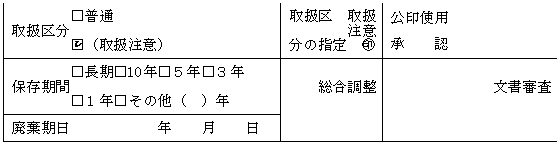 取扱区分
□普通
☑（取扱注意）
取扱区 取扱注意
分の指定 ㊞
公印使用
承 認
保存期間
□長期□10年□５年□３年
□１年□その他（ ）年
総合調整
文書審査
廃棄期日 年 月 日